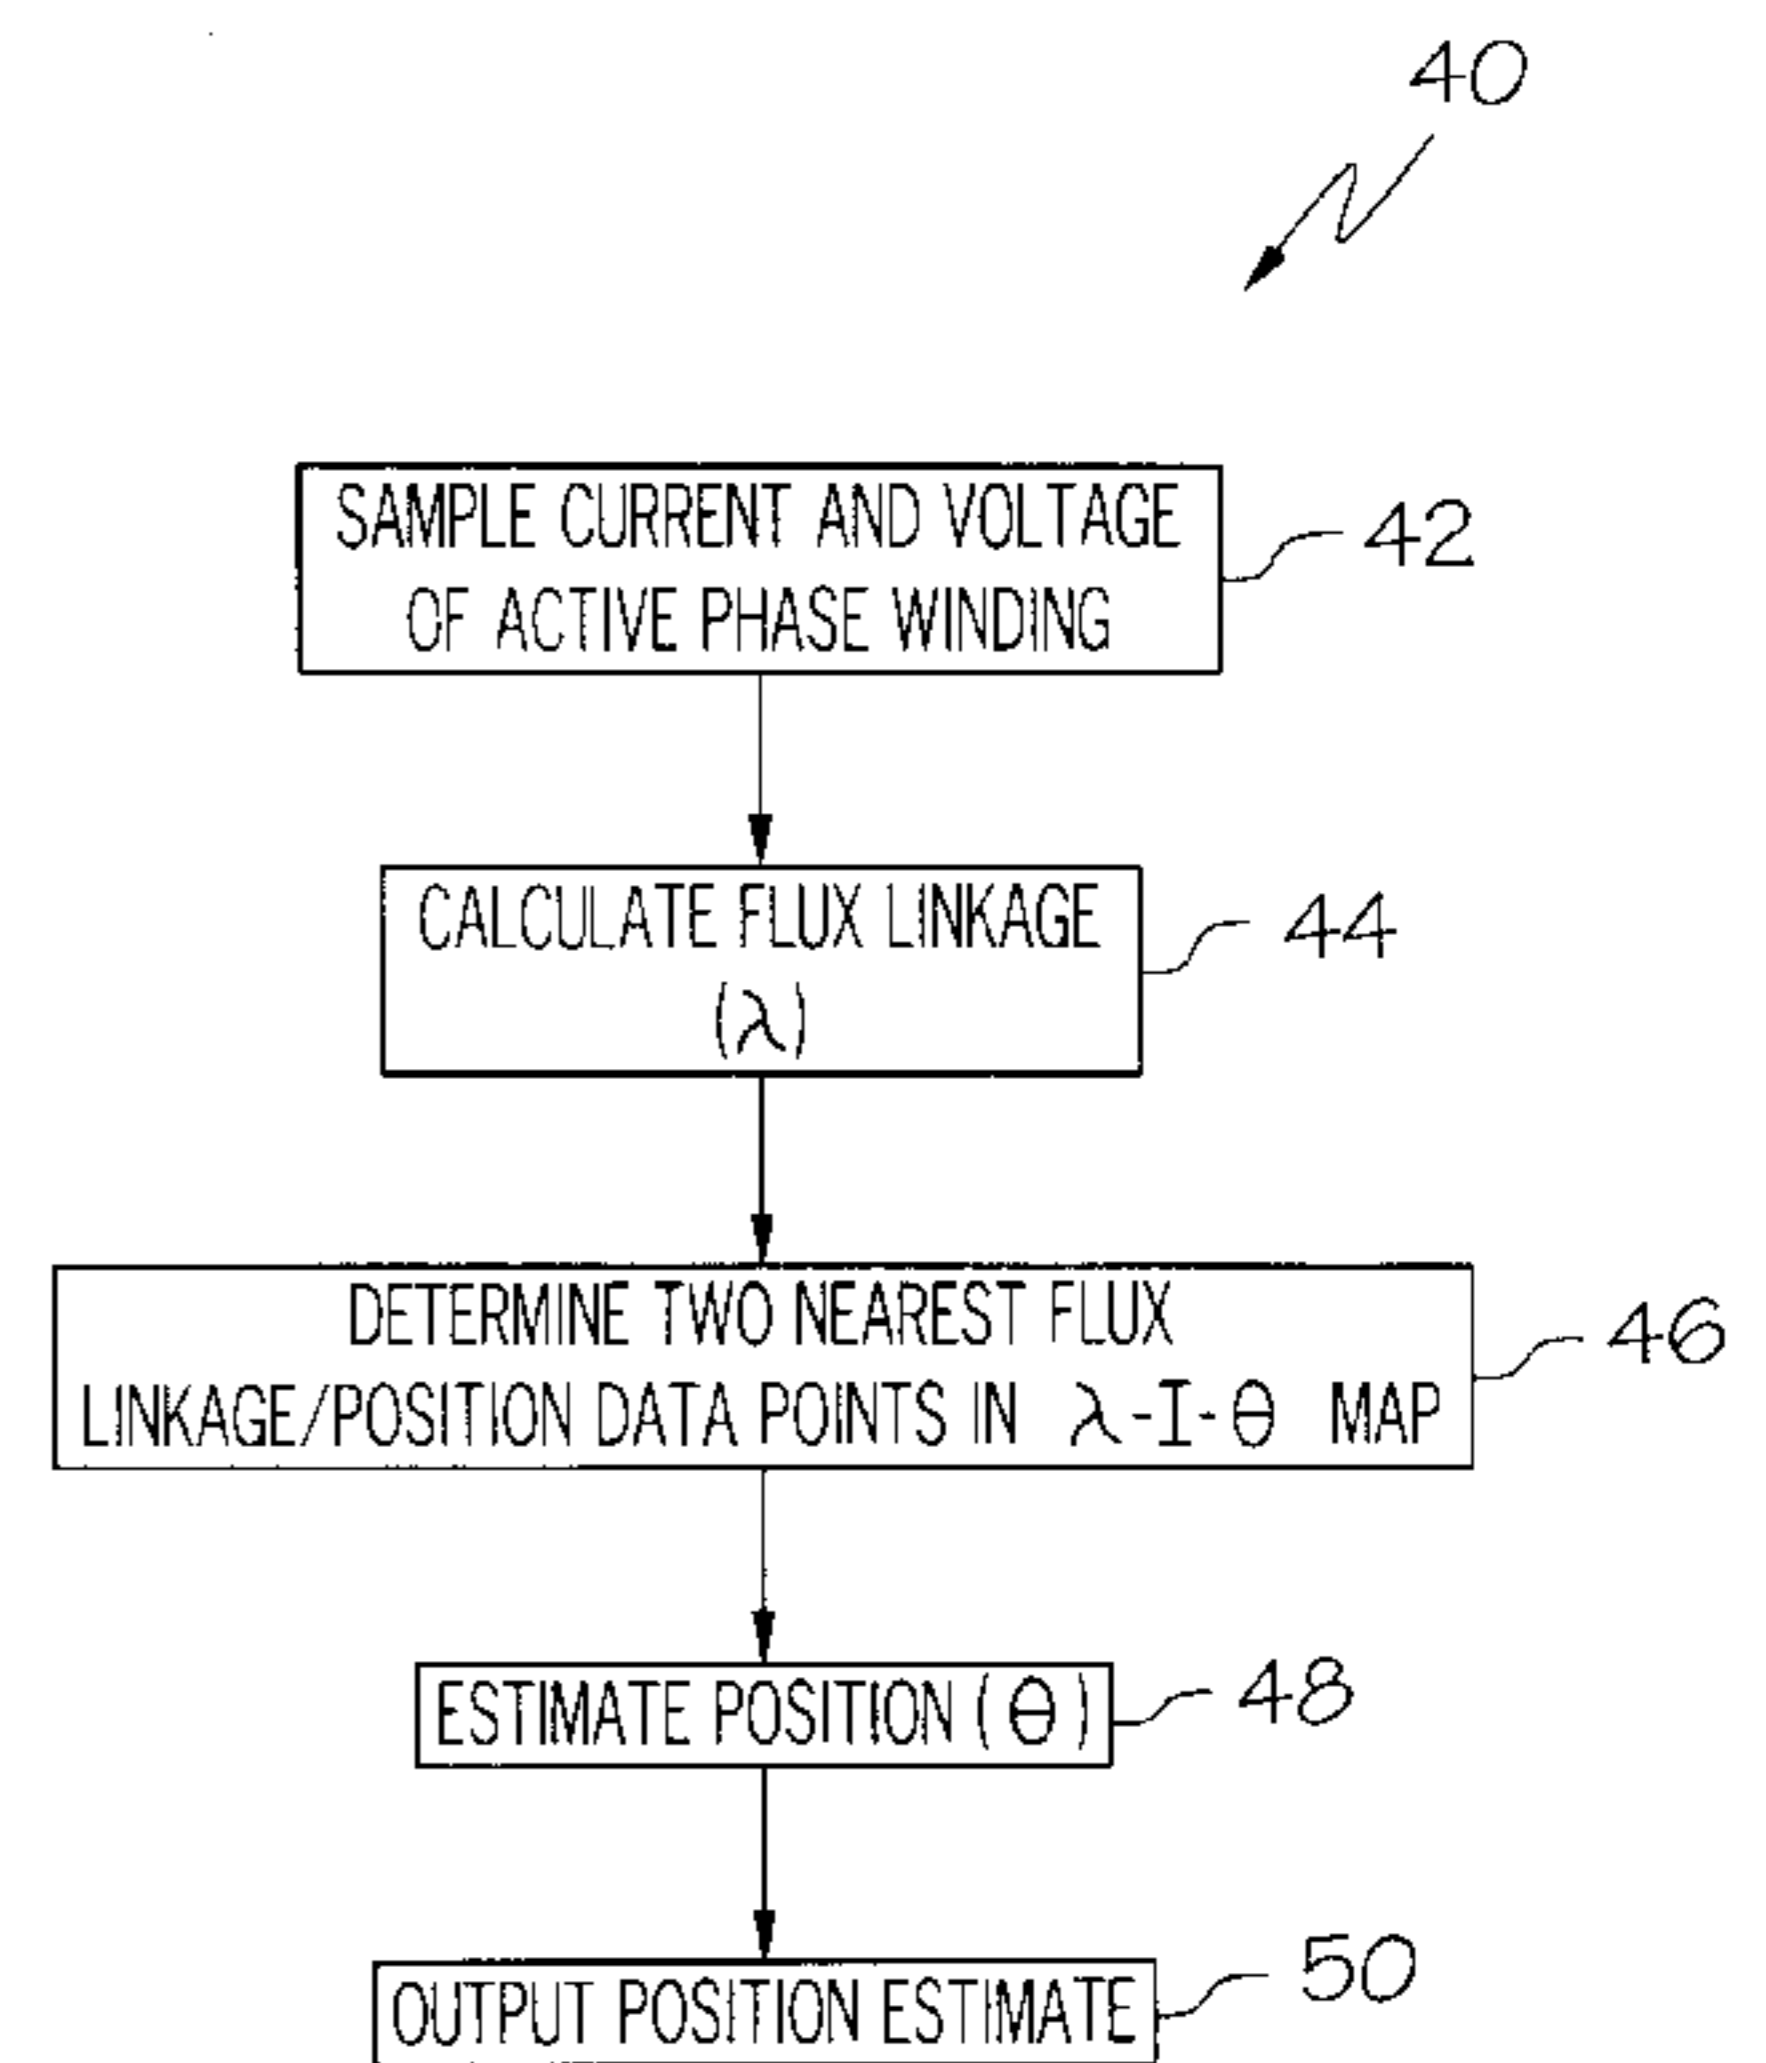 40
SAMPLE CURRENT AND VOLTAGE
OF ACTIVE PHASE WINDING
42
CALCULATE FLUX LINKAGE
(λ)
44
DETERMINE TWO NEAREST FLUX
LINKAGE/POSITION DATA POINTS IN λ-I-θ MAP
46
ESTIMATE POSITION (θ)
48
OUTPUT POSITION ESTIMATE
50